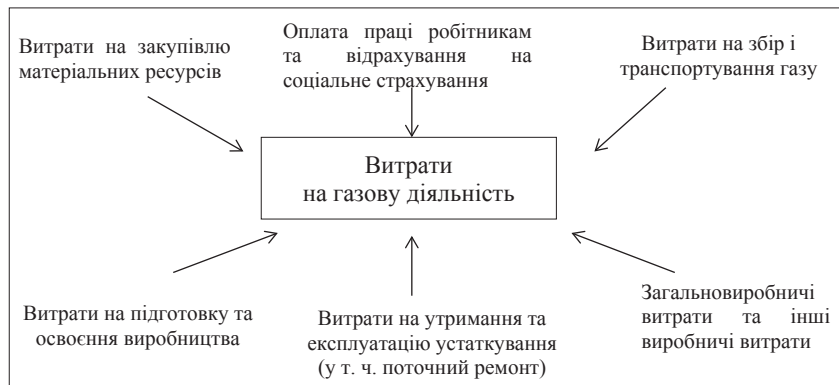 Витрати на закупівлю
матеріальних ресурсів
Оплата праці робітникам
та відрахування на
соціальне страхування
Витрати на збір і
транспортування газу
Витрати
на газову діяльність
Витрати на підготовку та
освоєння виробництва
Витрати на утримання та
експлуатацію устаткування
(у т. ч. поточний ремонт)
Загальновиробничі
витрати та інші
виробничі витрати